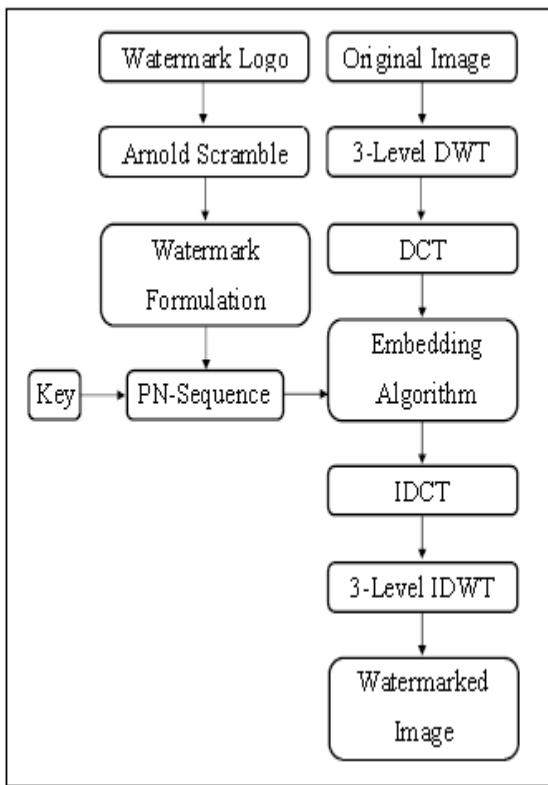 Watermark Logo
Original Image
Arnold Scramble
3-Level DWT
Watermark
Formulation
DCT
Embedding
Algorithm
Key
PN-Sequence
IDCT
3-Level IDWT
Watermarked
Image